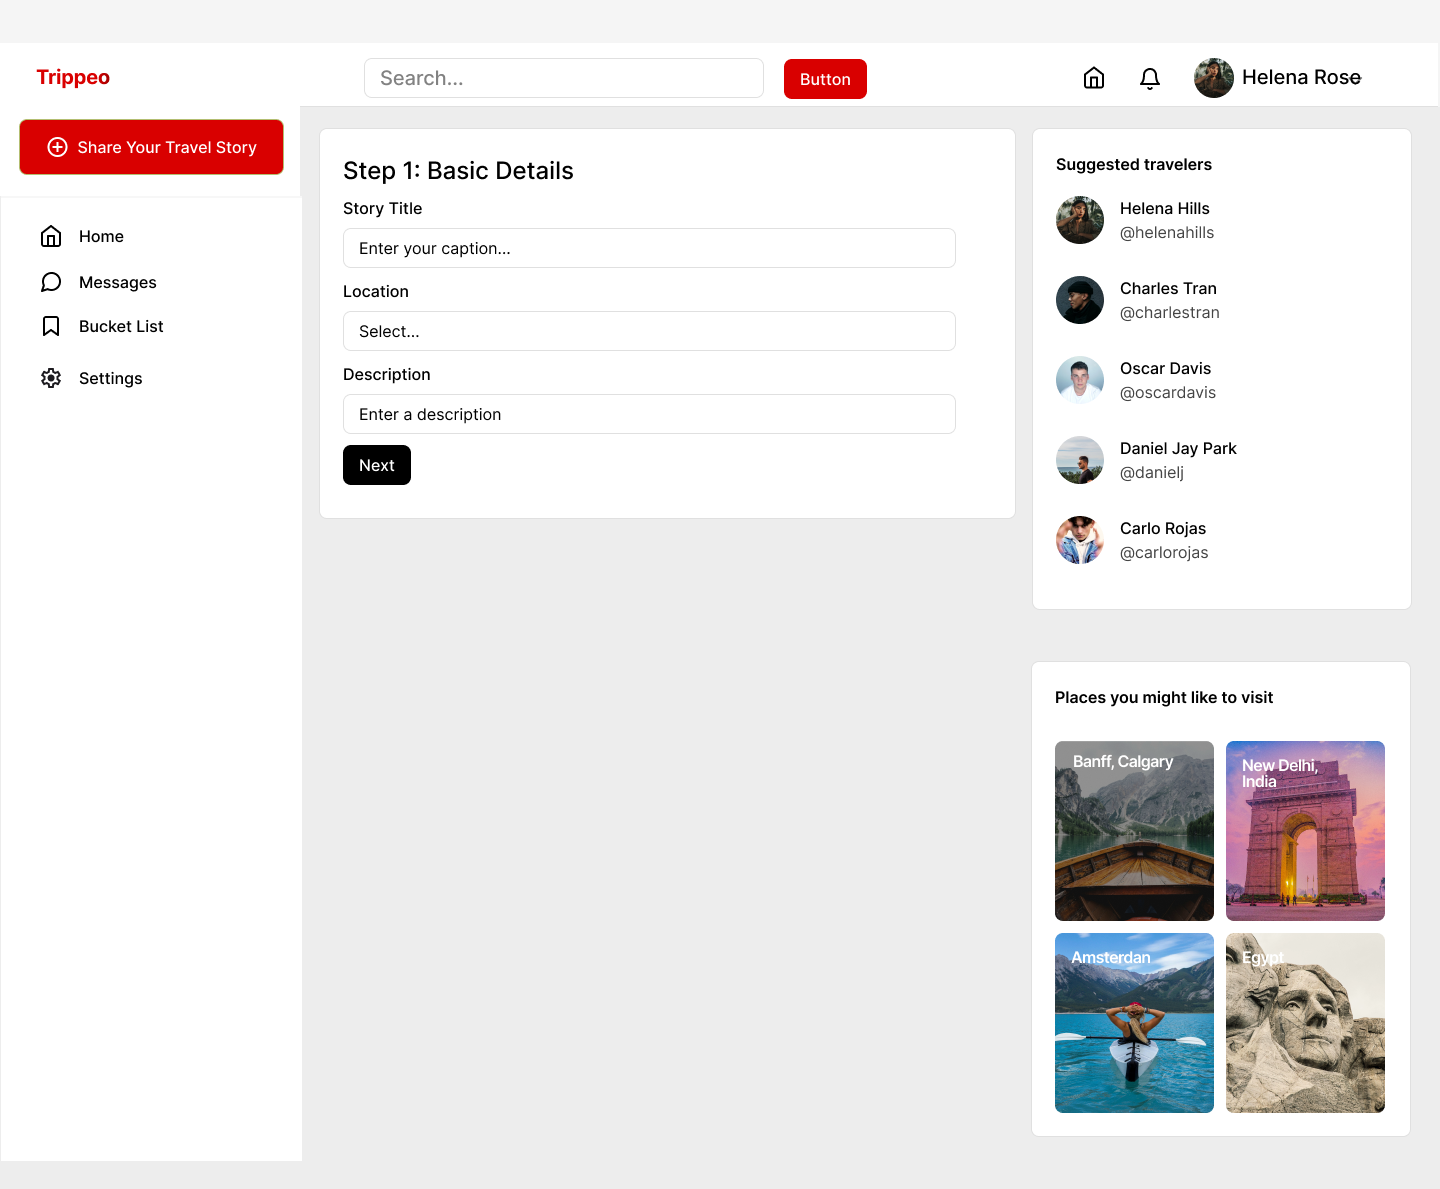 Trippeo
Search...
Button
Helena Rose
Share Your Travel Story
Home
Messages
Bucket List
Settings
Step 1: Basic Details
Story Title
Enter your caption...
Location
Select...
Description
Enter a description
Next
Suggested travelers
Helena Hills
@helenahills
Charles Tran
@charlestran
Oscar Davis
@oscardavis
Daniel Jay Park
@danielj
Carlo Rojas
@carlorojas
Places you might like to visit
Banff, Calgary
New Delhi,
India
Amsterdan
Egypt